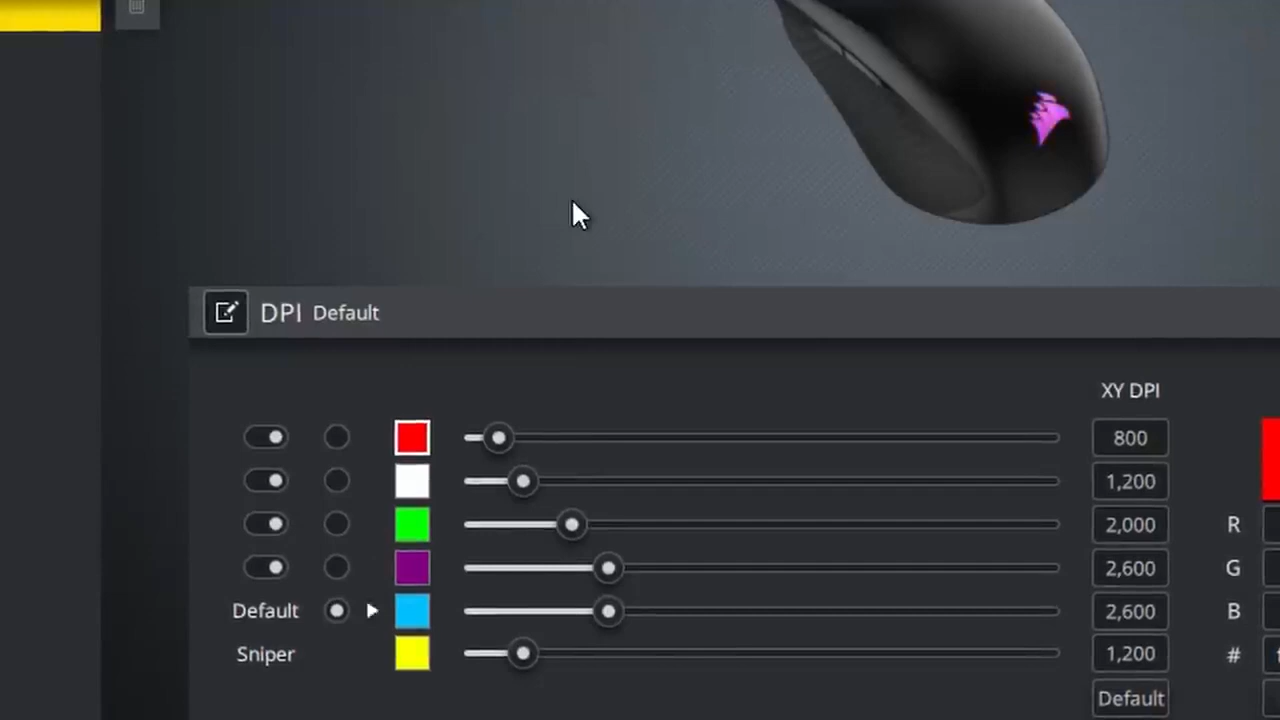 DPI Default
XY DPI
800
1,200
2,000 R
2,600 G
Default 2,600 B
Sniper 1,200 #
Default